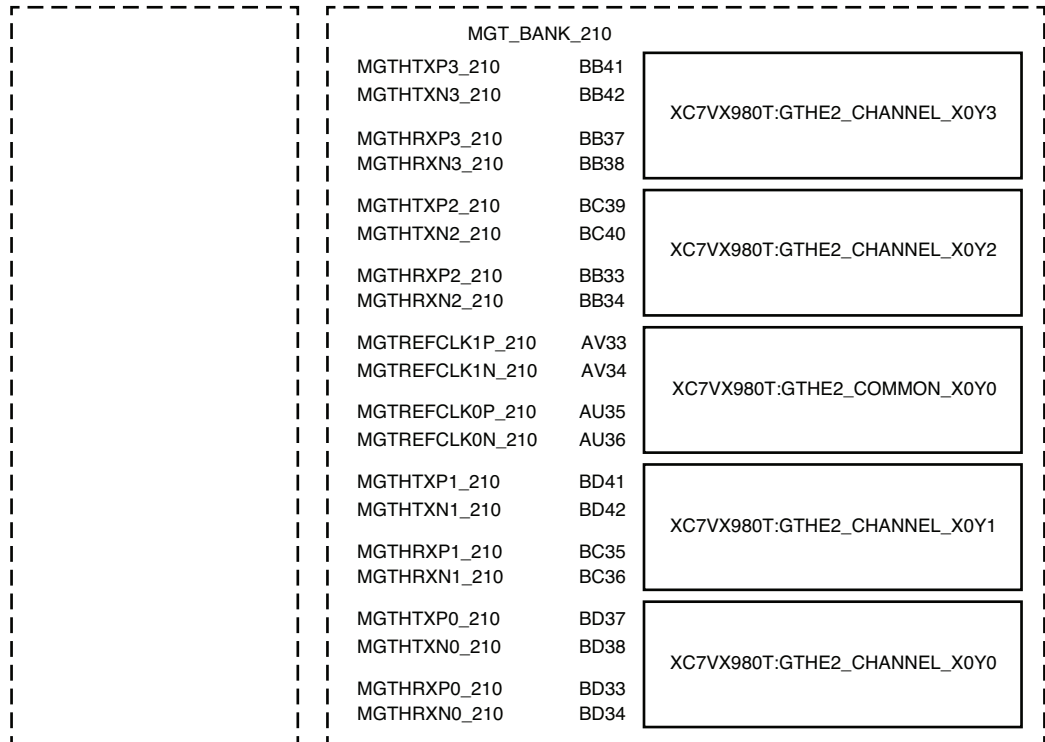 MGT_BANK_210
MGTHTXP3_210 BB41
MGTHTXN3_210 BB42
XC7VX980T:GTHE2_CHANNEL_X0Y3
MGTHRXP3_210 BB37
MGTHRXN3_210 BB38
MGTHTXP2_210 BC39
MGTHTXN2_210 BC40
XC7VX980T:GTHE2_CHANNEL_X0Y2
MGTHRXP2_210 BB33
MGTHRXN2_210 BB34
MGTREFCLK1P_210 AV33
MGTREFCLK1N_210 AV34
XC7VX980T:GTHE2_COMMON_X0Y0
MGTREFCLK0P_210 AU35
MGTREFCLK0N_210 AU36
MGTHTXP1_210 BD41
MGTHTXN1_210 BD42
XC7VX980T:GTHE2_CHANNEL_X0Y1
MGTHRXP1_210 BC35
MGTHRXN1_210 BC36
MGTHTXP0_210 BD37
MGTHTXN0_210 BD38
XC7VX980T:GTHE2_CHANNEL_X0Y0
MGTHRXP0_210 BD33
MGTHRXN0_210 BD34